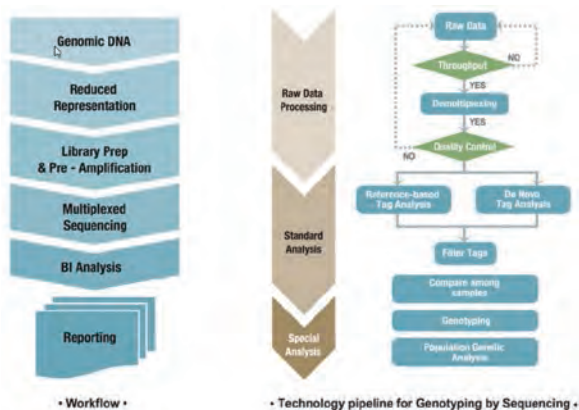 Genomic DNA
Reduced
Representation
Library Prep
& Pre - Amplification
Multiplexed
Sequencing
BI Analysis
Reporting
• Workflow •
Raw Data
Processing
Standard
Analysis
Special
Analysis
Raw Data
NO
Throughput
YES
Demultiplexing
YES
Quality Control
NO
Reference-based
Tag Analysis
De Novo
Tag Analysis
Filter Tags
Compare among
samples
Genotyping
Population Genetic
Analysis
• Technology pipeline for Genotyping by Sequencing •